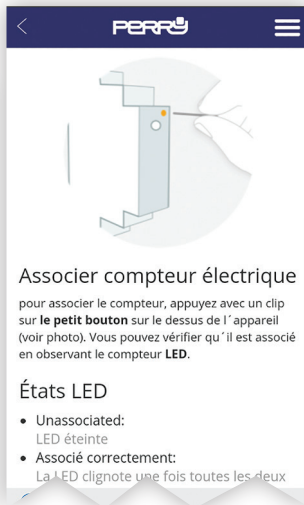 PERRY
Associer compteur électrique
pour associer le compteur, appuyez avec un clip
sur le petit bouton sur le dessus de l´appareil
(voir photo). Vous pouvez vérifier qu´il est associé
en observant le compteur LED.
États LED
• Unassociated:
LED éteinte
• Associé correctement:
La LED clignote une fois toutes les deux